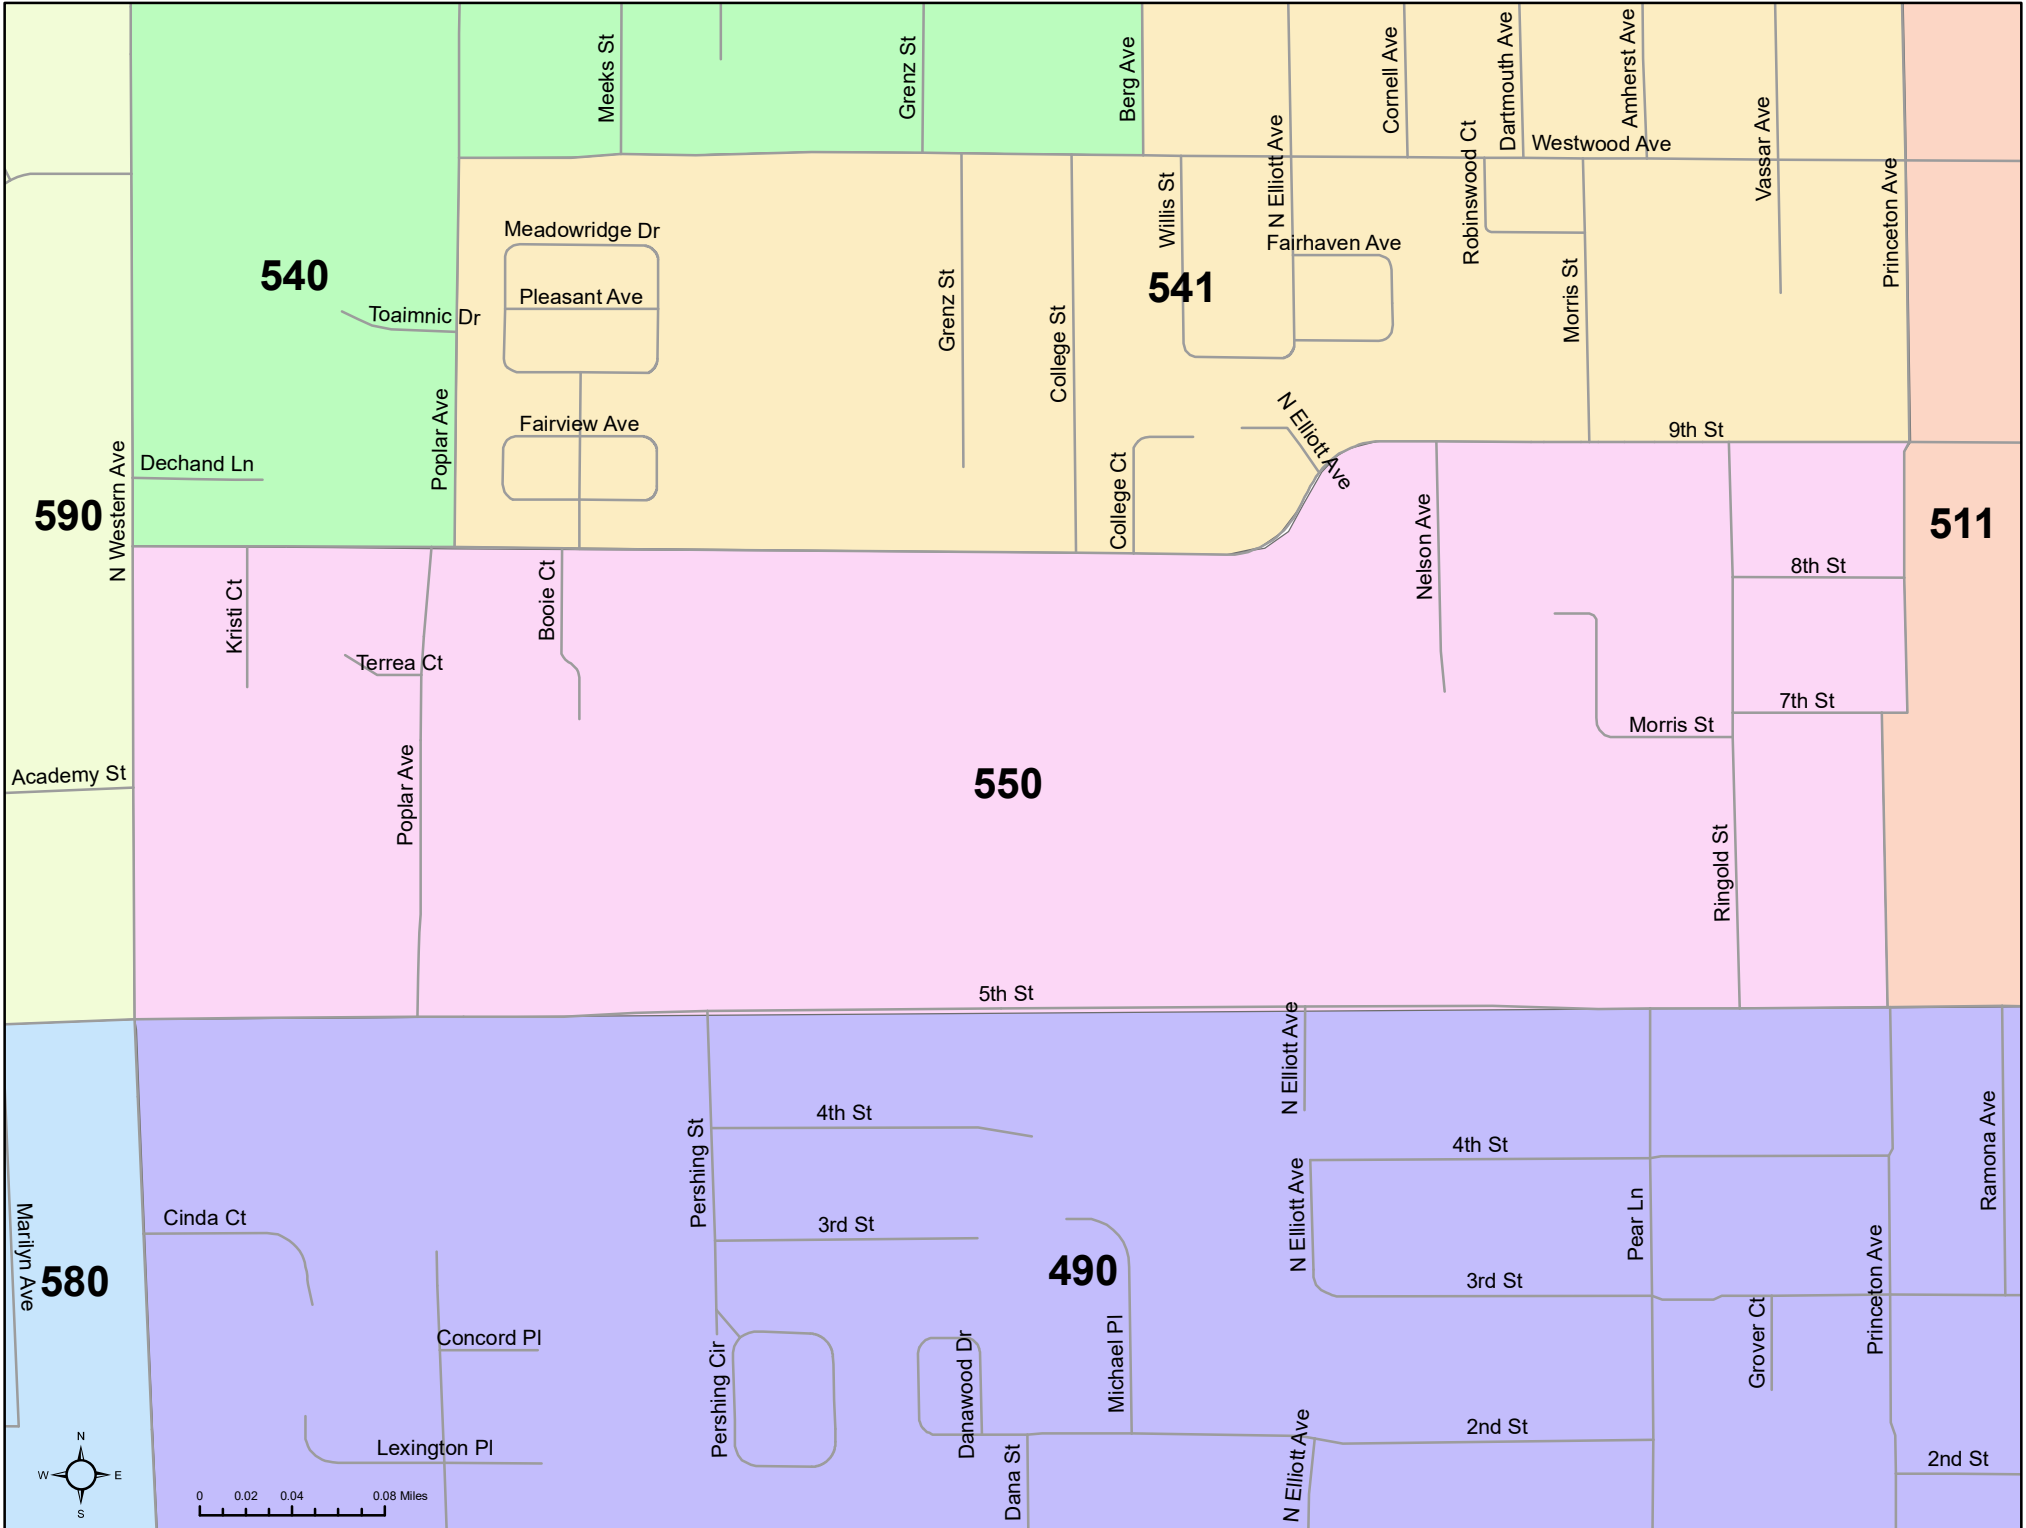 Meeks St
Grenz St
Berg Ave
N Elliott Ave
Cornell Ave
Dartmouth Ave
Amherst Ave
Vassar Ave
Westwood Ave
Robinswood Ct
Princeton Ave
Willis St
Meadowridge Dr
Fairhaven Ave
540
541
Pleasant Ave
Toaimnic Dr
Grenz St
College St
Morris St
Poplar Ave
Fairview Ave
N Elliott Ave
9th St
N Western Ave
Dechand Ln
College Ct
590
511
Nelson Ave
Kristi Ct
Booie Ct
8th St
Terrea Ct
7th St
Morris St
Academy St
Poplar Ave
550
Ringold St
5th St
N Elliott Ave
4th St
Pershing St
4th St
Ramona Ave
N Elliott Ave
Pear Ln
Marilyn Ave
Cinda Ct
3rd St
580
490
3rd St
Princeton Ave
Grover Ct
Concord Pl
Pershing Cir
Danawood Dr
Michael Pl
N Elliott Ave
2nd St
Lexington Pl
Dana St
2nd St
N
W E
S
0 0.02 0.04 0.08 Miles